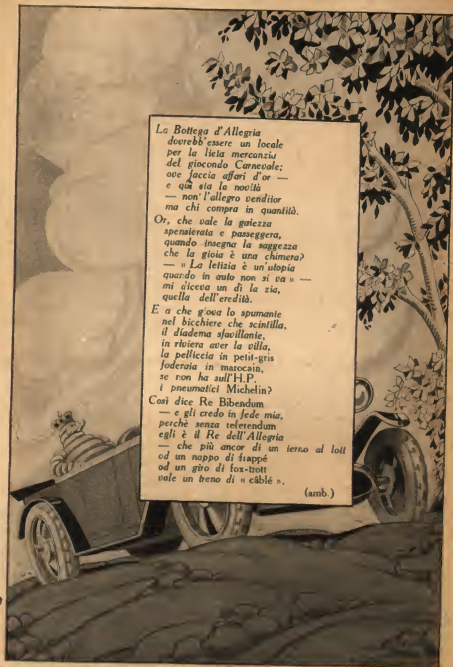 La Bottega d'Allegria
dovrebb'essere un locale
per la lieta mercanzia
del giocondo Carnevale;
ove faccia affari d'or —
e qui sta la novità
— non l'allegro venditor
ma chi compra in quantità.
Or, che vale la gaiezza
spensierata e passeggera,
quando insegna la saggezza
che la gioia è una chimera?
— « La letizia è un'utopia
quando in auto non si va » —
mi diceva un dì la zia,
quella dell'eredità.
E a che giova lo spumante
nel bicchiere che scintilla,
il diadema sfavillante,
in riviera aver la villa,
la pelliccia in petit-gris
foderata in marocain,
se non ha sull'H.P.
i pneumatici Michelin?
Così dice Re Bibendum
— e gli credo in fede mia,
perchè senza referendum
egli è il Re dell'Allegria
— che più ancor di un terno al lott
od un nappo di frappé
od un giro di fox-trott
vale un treno di « câblé ».
(amb.)